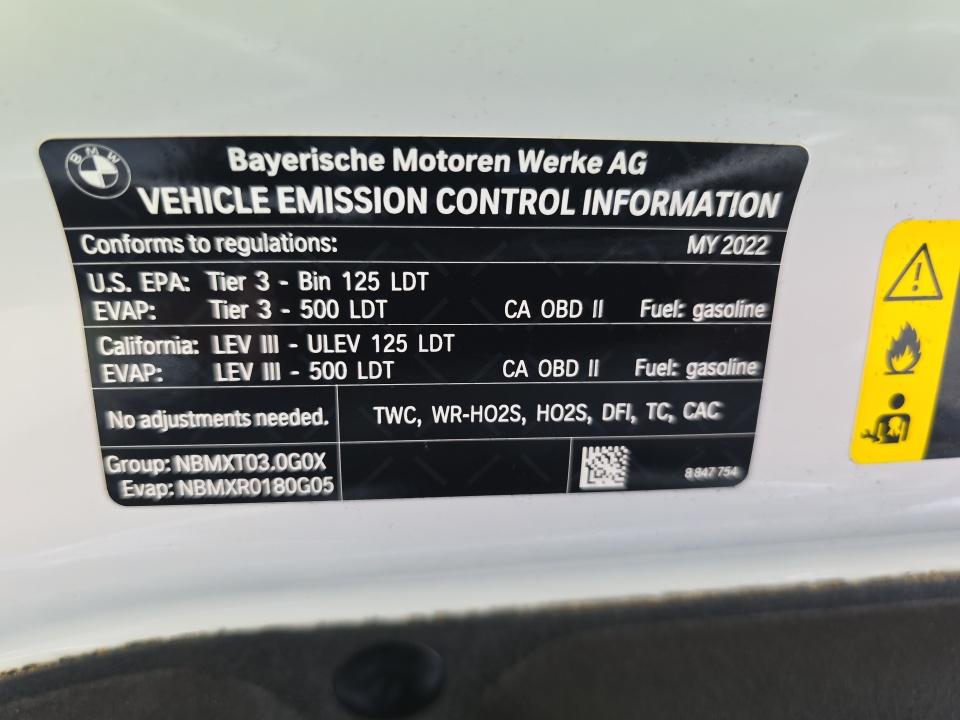 BMW
Bayerische Motoren Werke AG
VEHICLE EMISSION CONTROL INFORMATION
Conforms to regulations: MY 2022
U.S. EPA: Tier 3 - Bin 125 LDT
EVAP: Tier 3 - 500 LDT CA OBD II Fuel: gasoline
California: LEV III - ULEV 125 LDT
EVAP: LEV III - 500 LDT CA OBD II Fuel: gasoline
No adjustments needed. TWC, WR-HO2S, HO2S, DFI, TC, CAC
Group: NBMXT03.0G0X
Evap: NBMXR0180G05
8 847 754